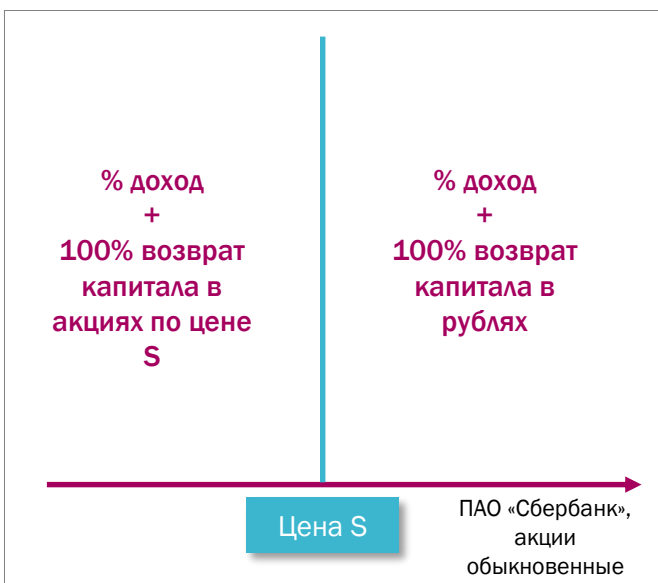 % доход
+
100% возврат
капитала в
акциях по цене
S
% доход
+
100% возврат
капитала в
рублях
Цена S
ПАО «Сбербанк»,
акции
обыкновенные